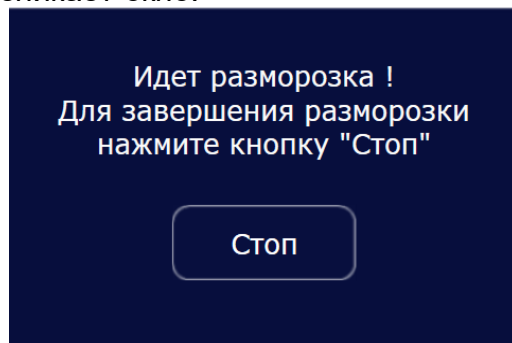 Идет разморозка !
Для завершения разморозки
нажмите кнопку "Стоп"
Стоп